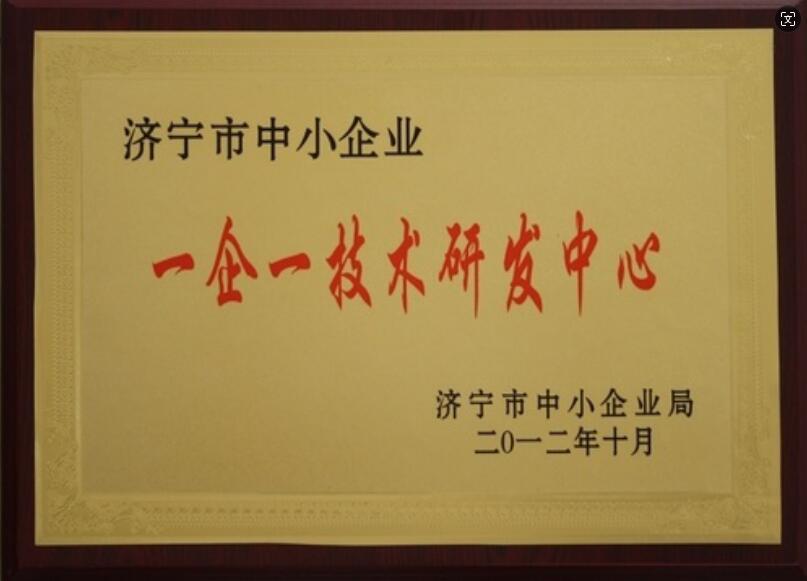 济宁市中小企业
一企一技术研发中心
济宁市中小企业局
二0一二年十月